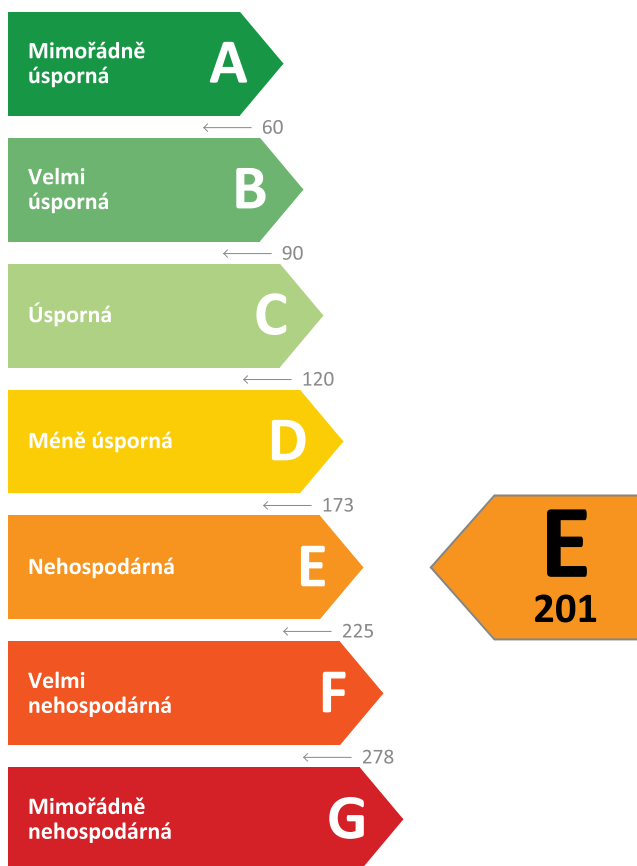 Mimořádně
úsporná
A
60
Velmi
úsporná
B
90
Úsporná
C
120
Méně úsporná
D
173
Nehospodárná
E
E
201
225
Velmi
nehospodárná
F
278
Mimořádně
nehospodárná
G